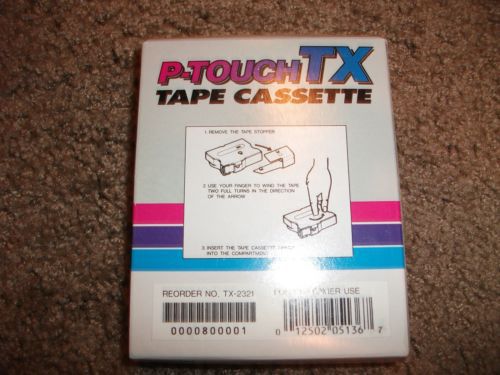 P-TOUCH TX
TAPE CASSETTE
1. REMOVE THE TAPE STOPPER
2. USE YOUR FINGER TO WIND THE TAPE
TWO FULL TURNS IN THE DIRECTION
OF THE ARROW
3. INSERT THE TAPE CASSETTE
INTO THE COMPARTMENT
REORDER NO. TX-2321
USE
0000800001
0 12502 05136 7